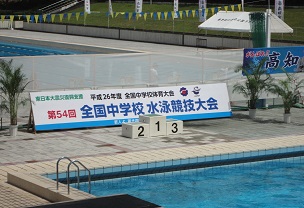 東日本大震災復興支援
平成26年度 全国中学校体育大会
第54回 全国中学校 水泳競技大会
高知
2 1 3